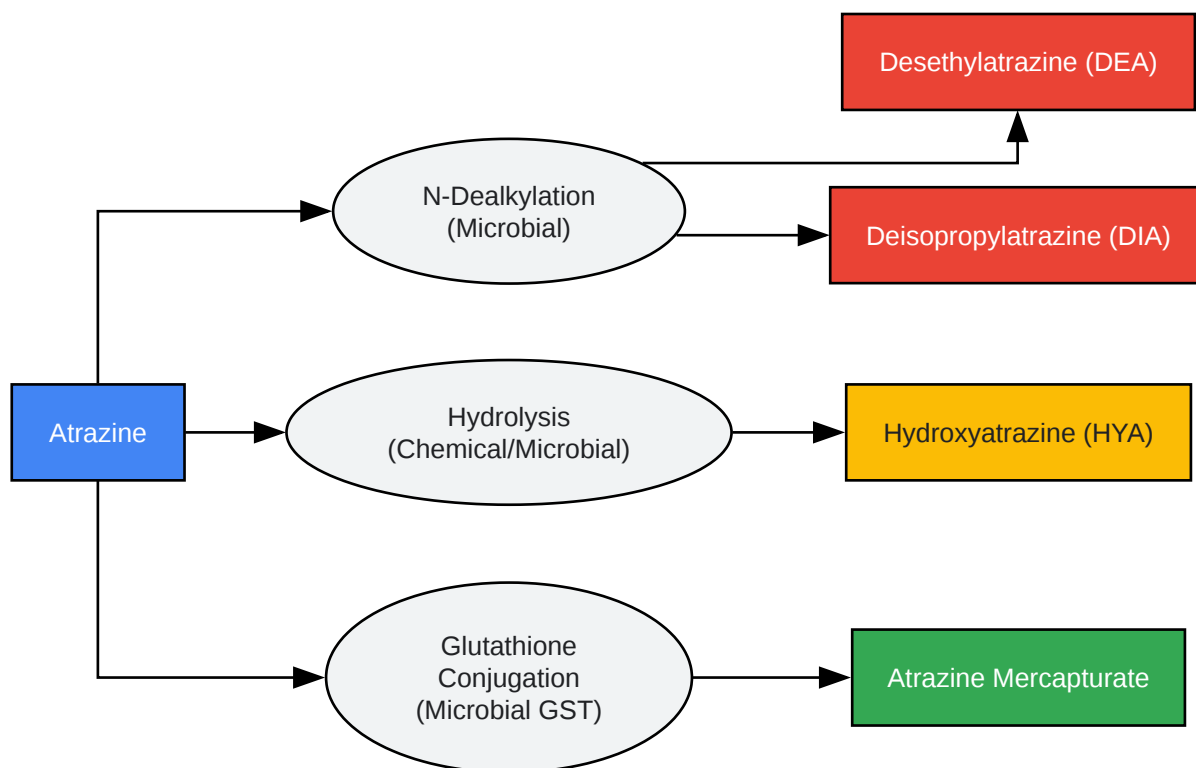 Desethylatrazine (DEA)
N-Dealkylation
(Microbial)
Deisopropylatrazine (DIA)
Atrazine
Hydrolysis
(Chemical/Microbial)
Hydroxyatrazine (HYA)
Glutathione
Conjugation
(Microbial GST)
Atrazine Mercapturate